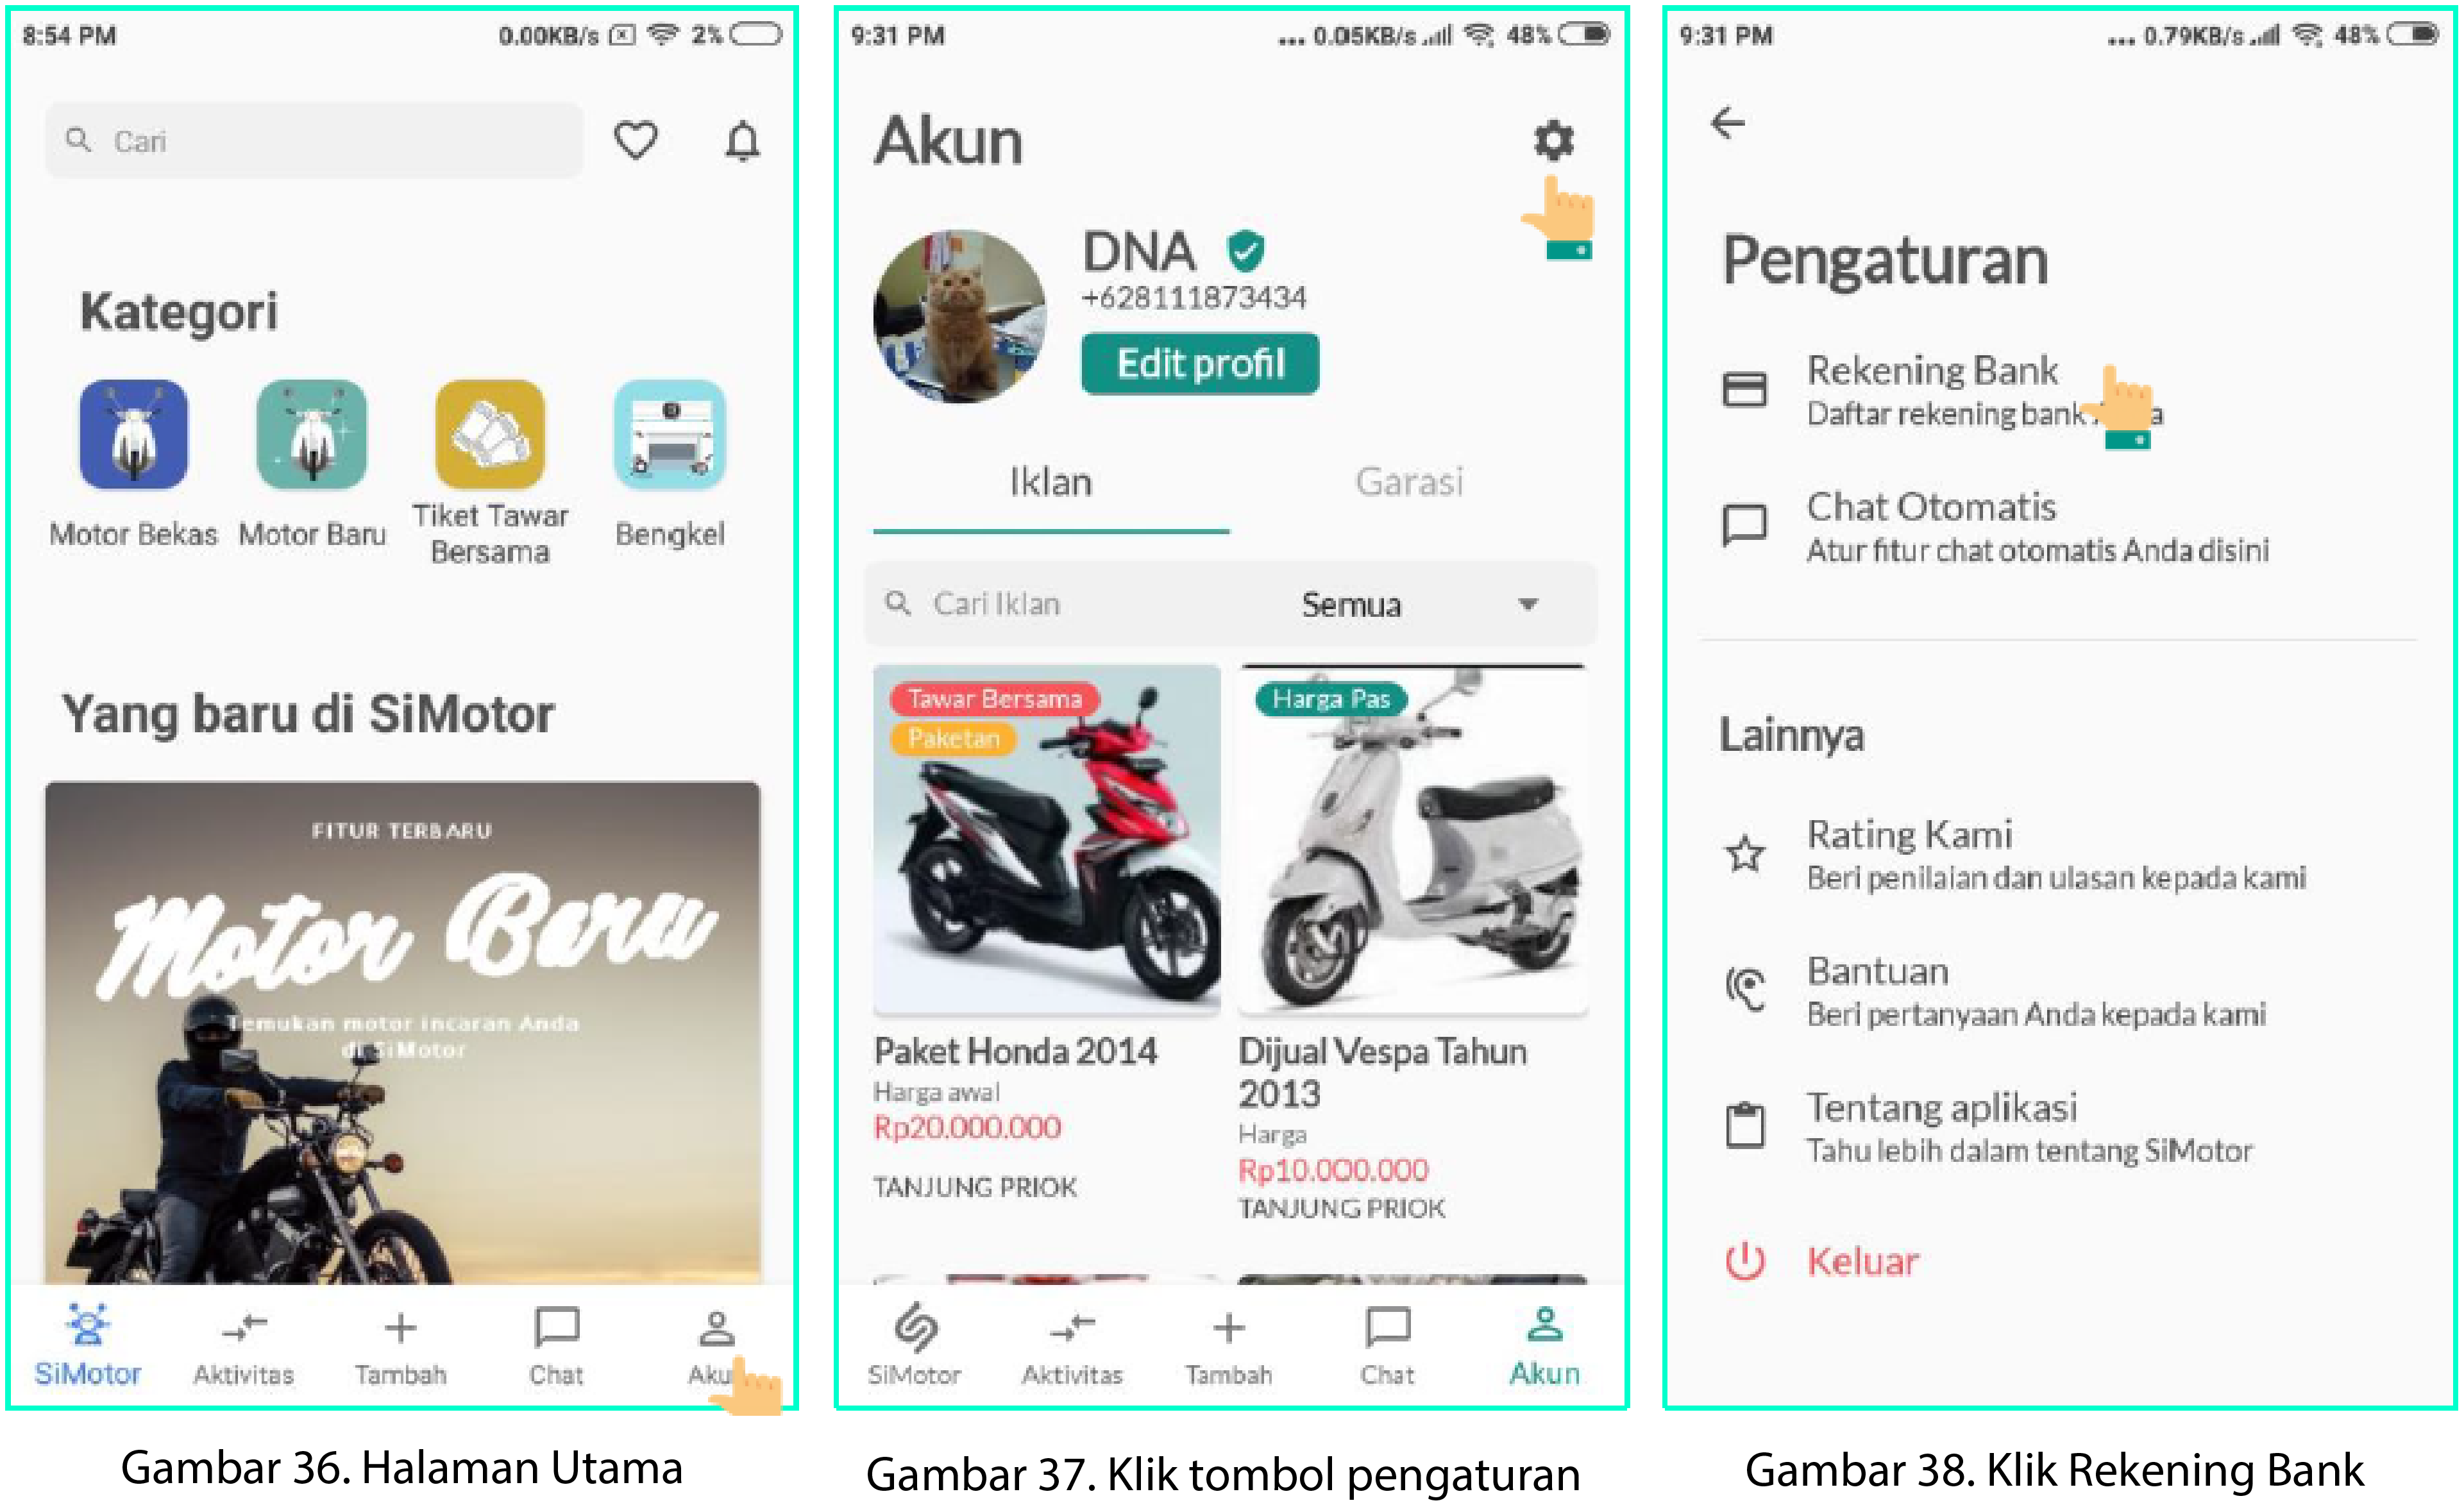 8:54 PM
0.00KB/s
2%
Cari
Kategori
Motor Bekas
Motor Baru
Tiket Tawar
Bersama
Bengkel
Yang baru di SiMotor
FITUR TERBARU
Motor Baru
Temukan motor incaran Anda
di SiMotor
SiMotor
Aktivitas
Tambah
Chat
Aku
Gambar 36. Halaman Utama
9:31 PM
... 0.05KB/s
48%
Akun
DNA
+628111873434
Edit profil
Iklan
Garasi
Cari Iklan
Semua
Tawar Bersama
Paketan
Paket Honda 2014
Harga awal
Rp20.000.000
TANJUNG PRIOK
Harga Pas
Dijual Vespa Tahun
2013
Harga
Rp10.000.000
TANJUNG PRIOK
SiMotor
Aktivitas
Tambah
Chat
Akun
Gambar 37. Klik tombol pengaturan
9:31 PM
... 0.79KB/s
48%
Pengaturan
Rekening Bank
Daftar rekening bank
Chat Otomatis
Atur fitur chat otomatis Anda disini
Lainnya
Rating Kami
Beri penilaian dan ulasan kepada kami
Bantuan
Beri pertanyaan Anda kepada kami
Tentang aplikasi
Tahu lebih dalam tentang SiMotor
Keluar
Gambar 38. Klik Rekening Bank